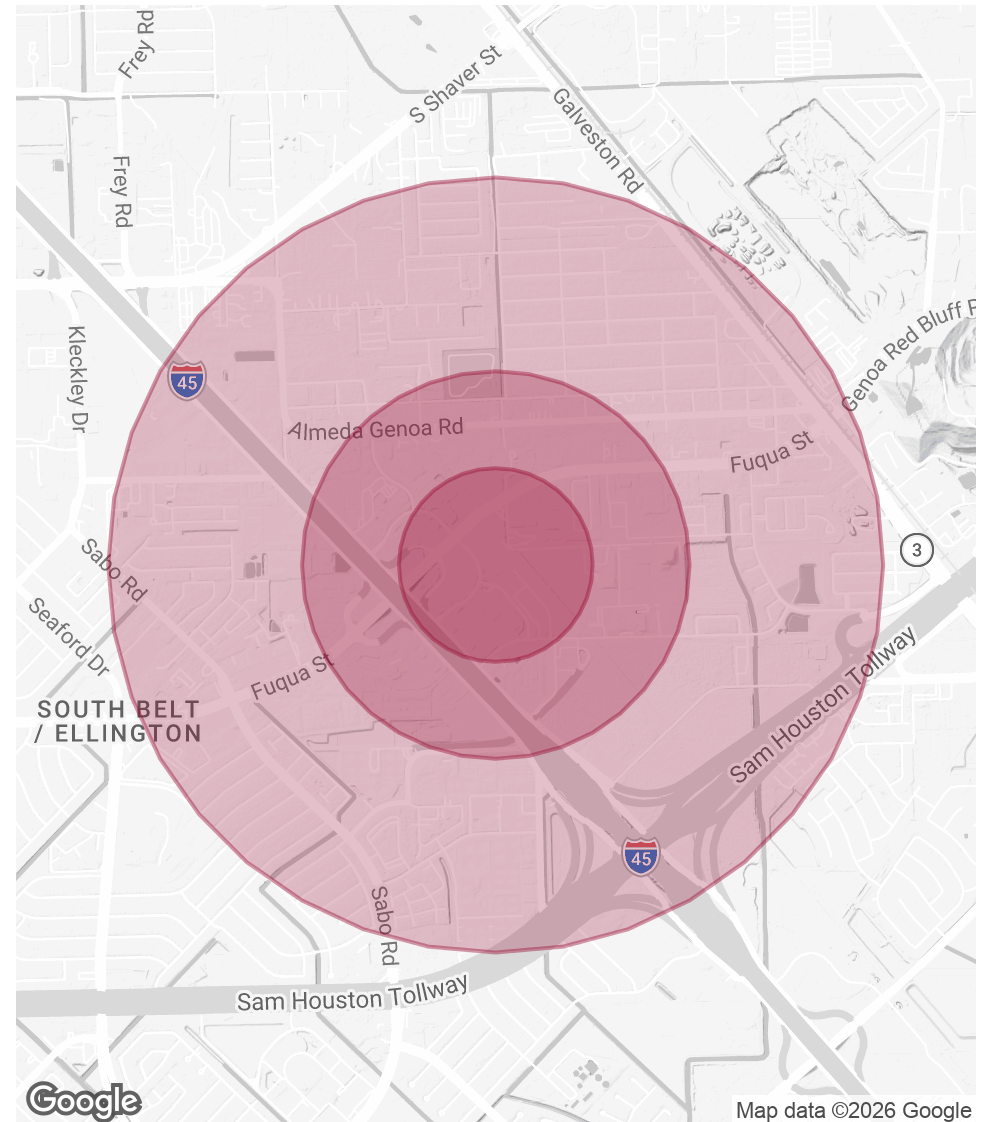 Frey Rd
S Shaver St
Galveston Rd
Frey Rd
Genoa Red Bluff R
Kleckley Dr
45
Almeda Genoa Rd
Fuqua St
Sabo Rd
3
Seaford Dr
Fuqua St
Sam Houston Tollway
SOUTH BELT
/ ELLINGTON
45
Sabo Rd
Sam Houston Tollway
Google
Map data ©2026 Google